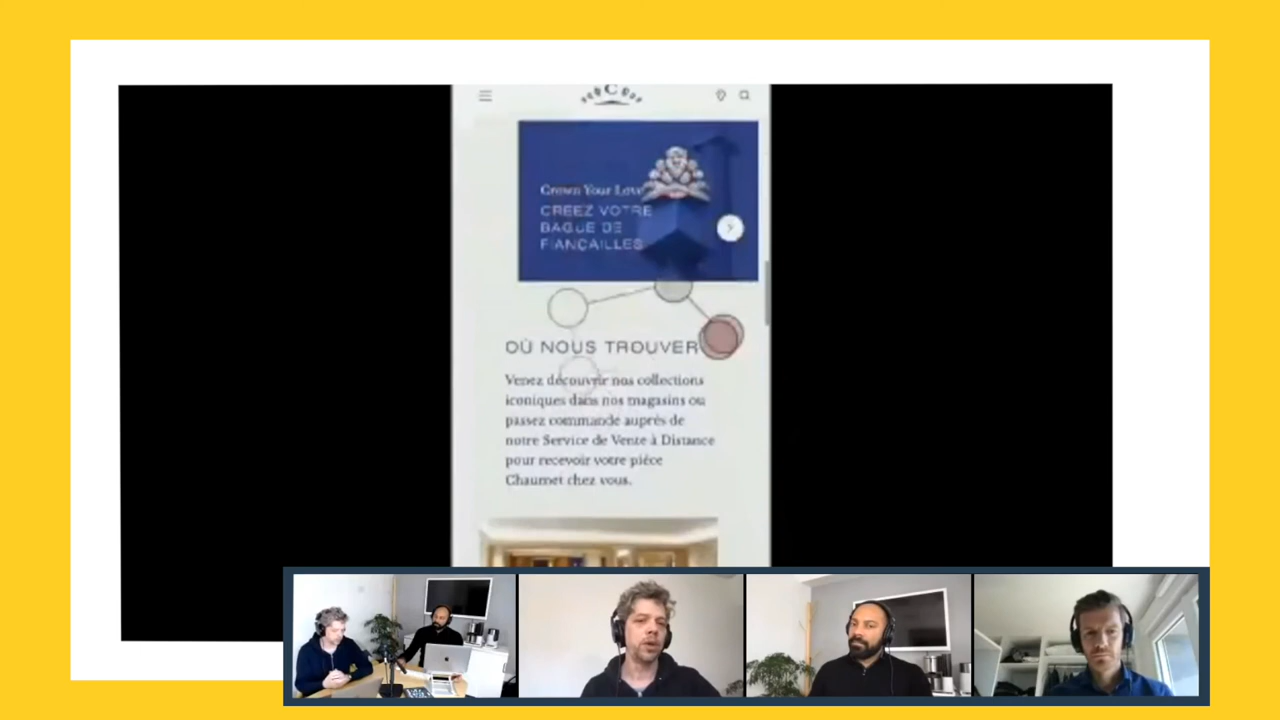 C
Crown Your Love
CREEZ VOTRE
BAGUE DE
FIANÇAILLES
OÙ NOUS TROUVER
Venez découvrir nos collections
iconiques dans nos magasins ou
passez commande auprès de
notre Service de Vente à Distance
pour recevoir votre pièce
Chaumet chez vous.